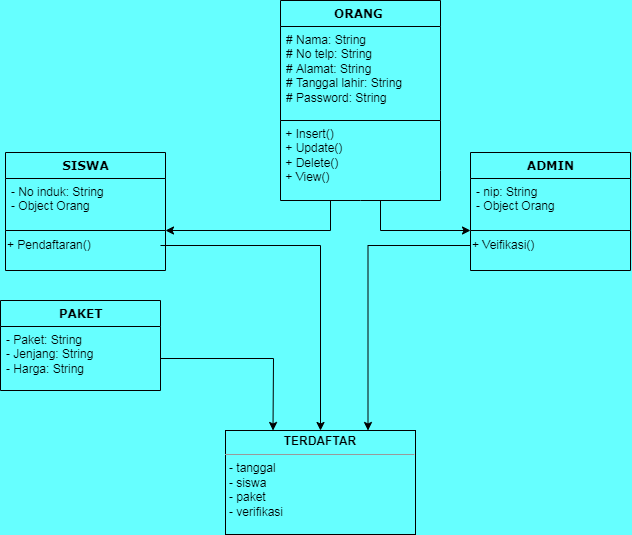 ORANG
# Nama: String
# No telp: String
# Alamat: String
# Tanggal lahir: String
# Password: String
+ Insert()
+ Update()
+ Delete()
+ View()
SISWA
- No induk: String
- Object Orang
+ Pendaftaran()
ADMIN
- nip: String
- Object Orang
+ Veifikasi()
PAKET
- Paket: String
- Jenjang: String
- Harga: String
TERDAFTAR
- tanggal
- siswa
- paket
- verifikasi